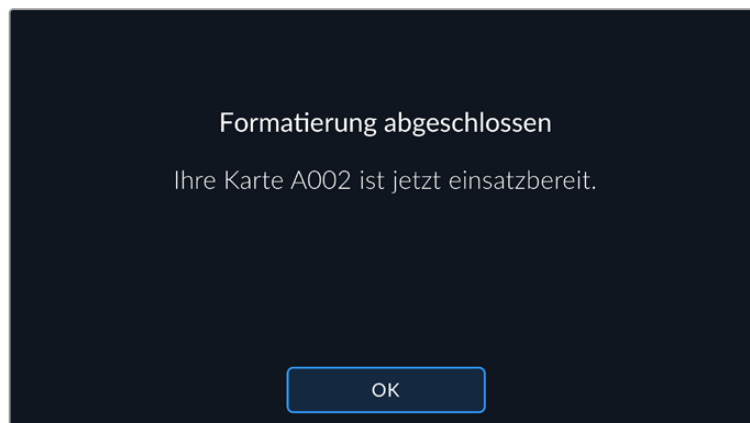 Formatierung abgeschlossen
Ihre Karte A002 ist jetzt einsatzbereit.
OK